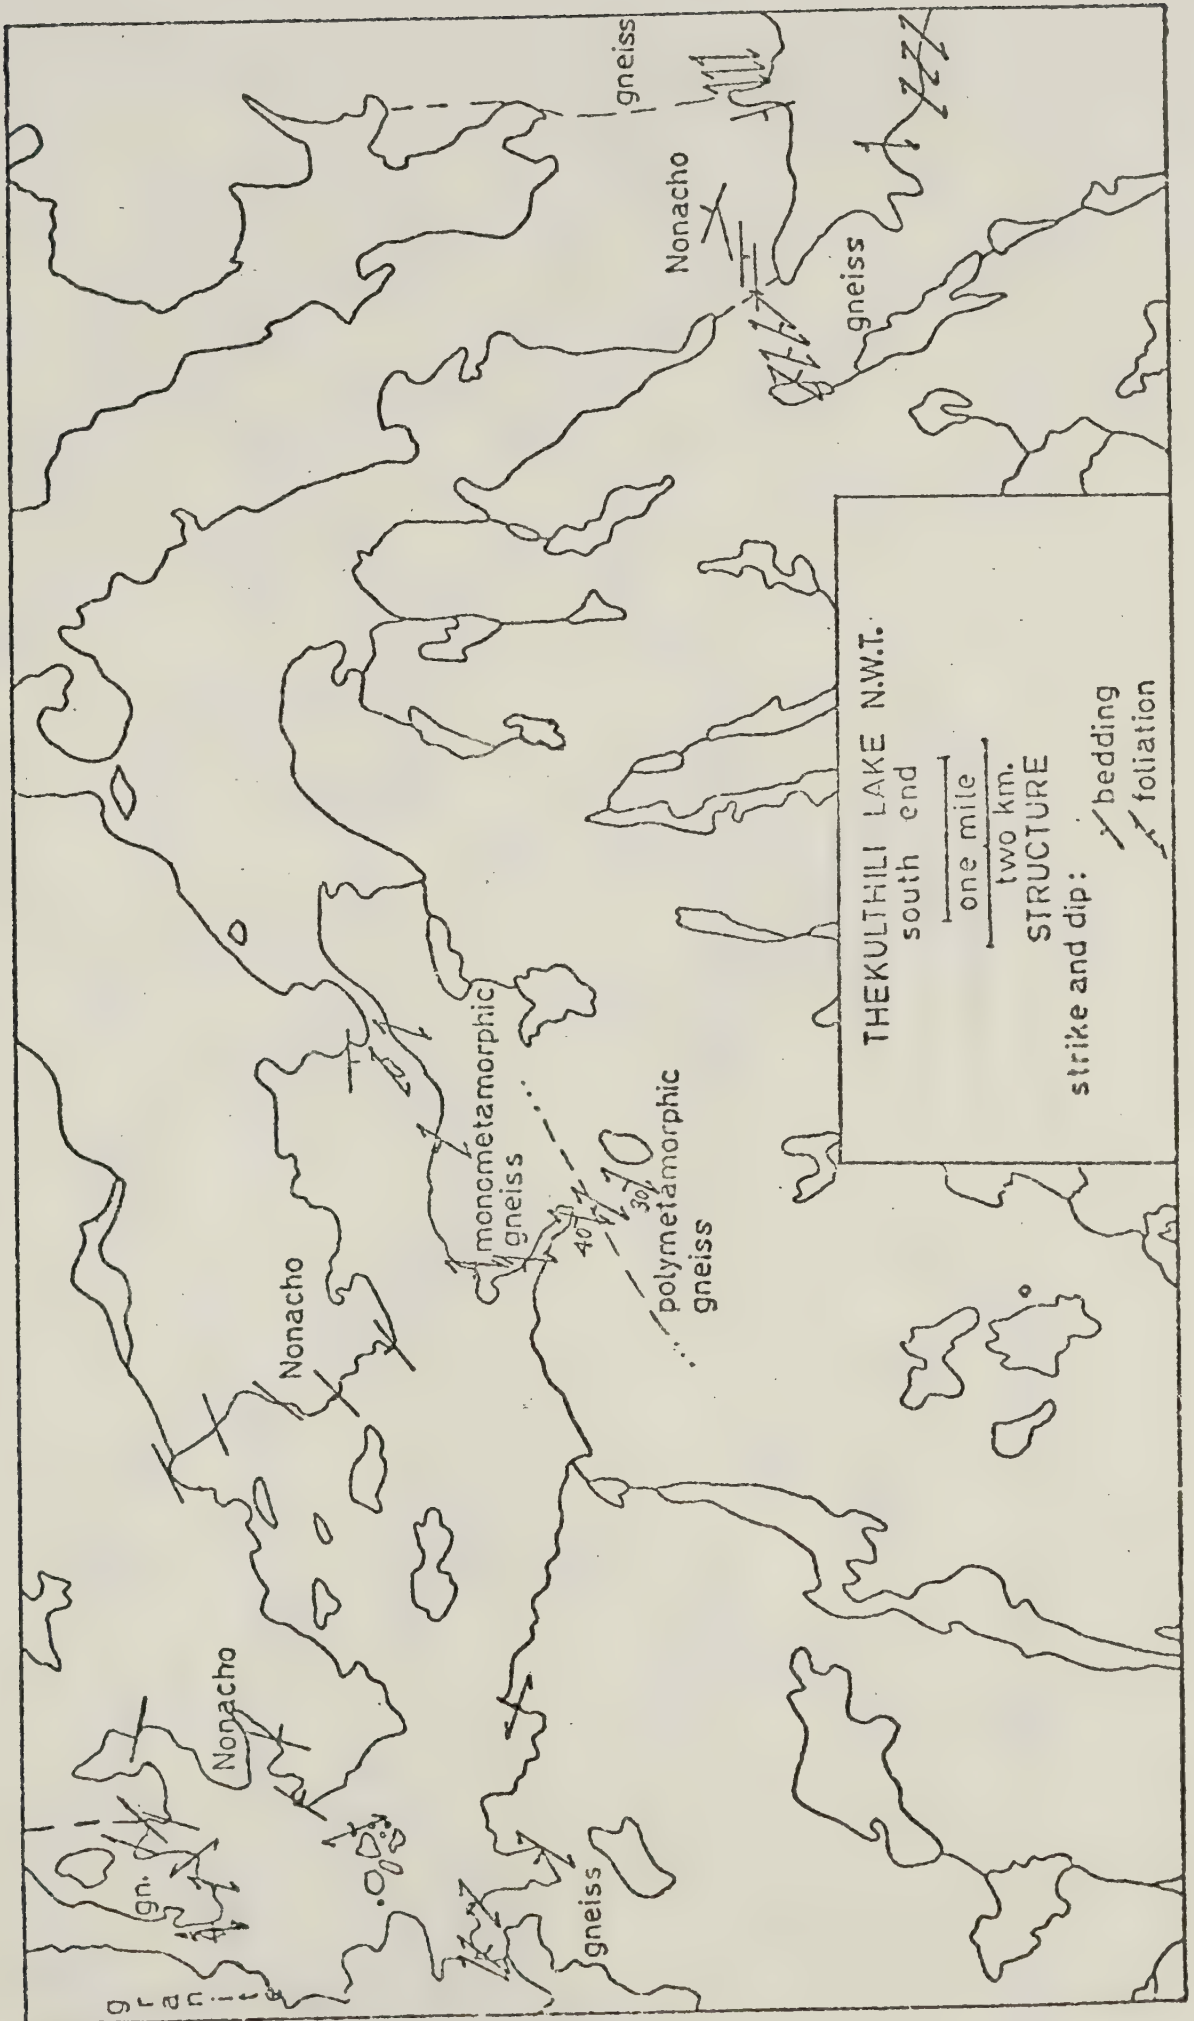 granite
gn.
Nonacho
Nonacho
monometamorphic
gneiss
40
30
polymetamorphic
gneiss
gneiss
Nonacho
gneiss
gneiss
THEKULTHILI LAKE N.W.T.
south end
one mile
two km.
STRUCTURE
strike and dip:
bedding
foliation